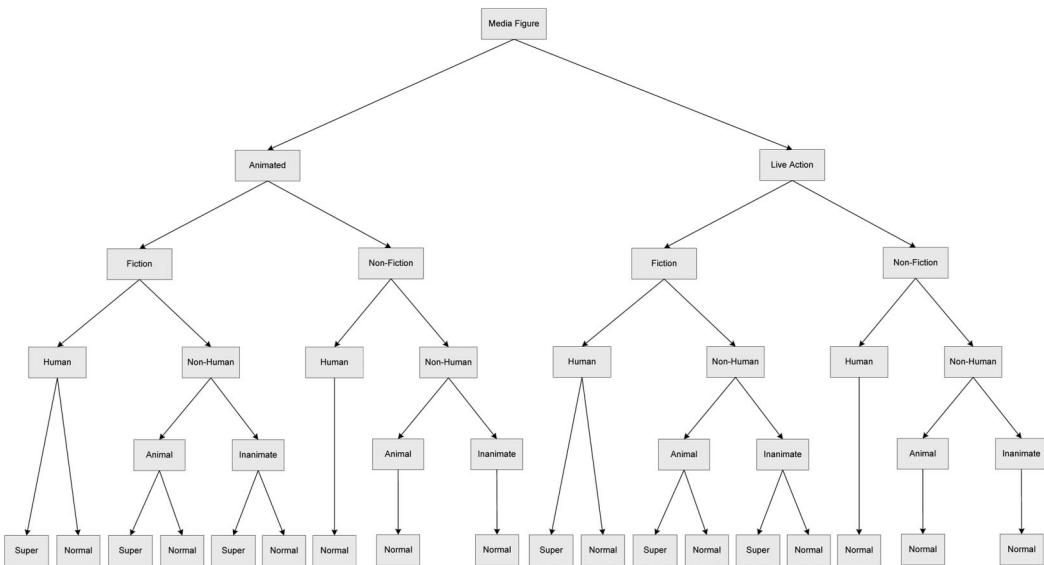 Media Figure
Animated
Live Action
Fiction
Non-Fiction
Fiction
Non-Fiction
Human
Non-Human
Human
Non-Human
Human
Non-Human
Human
Non-Human
Animal
Inanimate
Animal
Inanimate
Animal
Inanimate
Animal
Inanimate
Super
Normal
Super
Normal
Super
Normal
Normal
Normal
Normal
Super
Normal
Super
Normal
Super
Normal
Normal
Normal
Normal